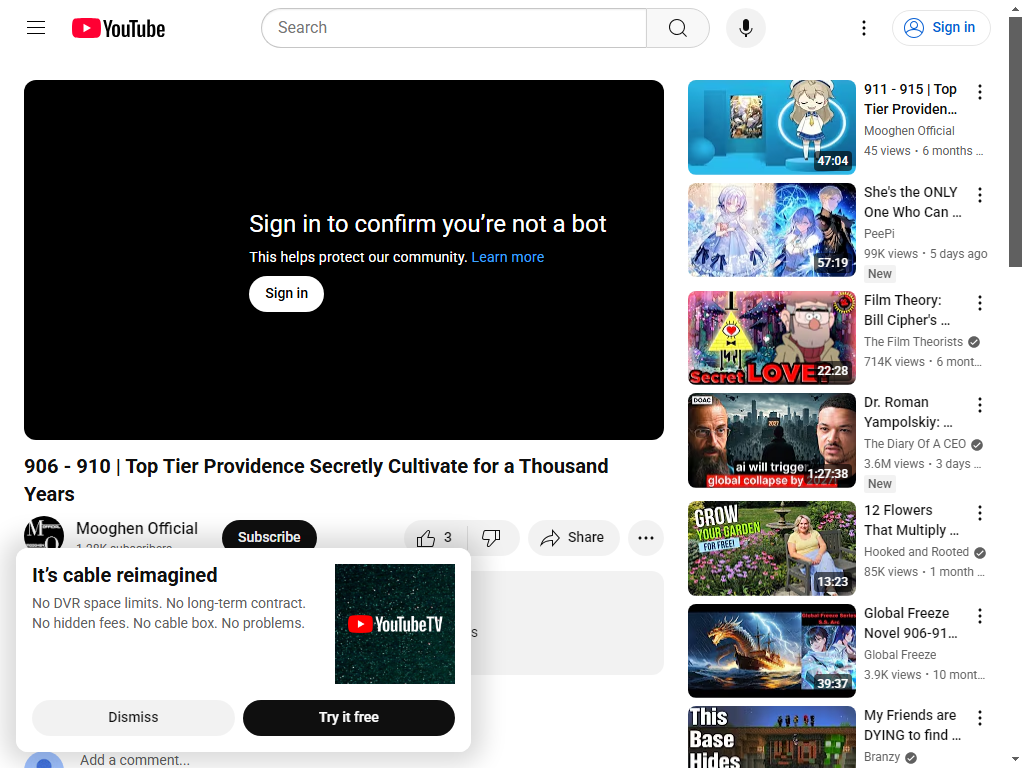 YouTube
Search
Sign in
Sign in to confirm you’re not a bot
This helps protect our community. Learn more
Sign in
906 - 910 | Top Tier Providence Secretly Cultivate for a Thousand
Years
Mooghen Official
1.28K subscribers
Subscribe
3
Share
s
It’s cable reimagined
No DVR space limits. No long-term contract.
No hidden fees. No cable box. No problems.
YouTubeTV
Dismiss
Try it free
Add a comment...
47:04
911 - 915 | Top
Tier Providen...
Mooghen Official
45 views • 6 months ...
57:19
She's the ONLY
One Who Can ...
PeePi
99K views • 5 days ago
New
Secret LOVE?
22:28
Film Theory:
Bill Cipher's ...
The Film Theorists
714K views • 6 mont...
DOAC
2027
ai will trigger
global collapse by 2027!
1:27:38
Dr. Roman
Yampolskiy: ...
The Diary Of A CEO
3.6M views • 3 days ...
New
GROW
YOUR GARDEN
FOR FREE!
13:23
12 Flowers
That Multiply ...
Hooked and Rooted
85K views • 1 month ...
Global Freeze Series
39:37
Global Freeze
Novel 906-91...
Global Freeze
3.9K views • 10 mont...
This
Base
Hides
My Friends are
DYING to find ...
Branzy